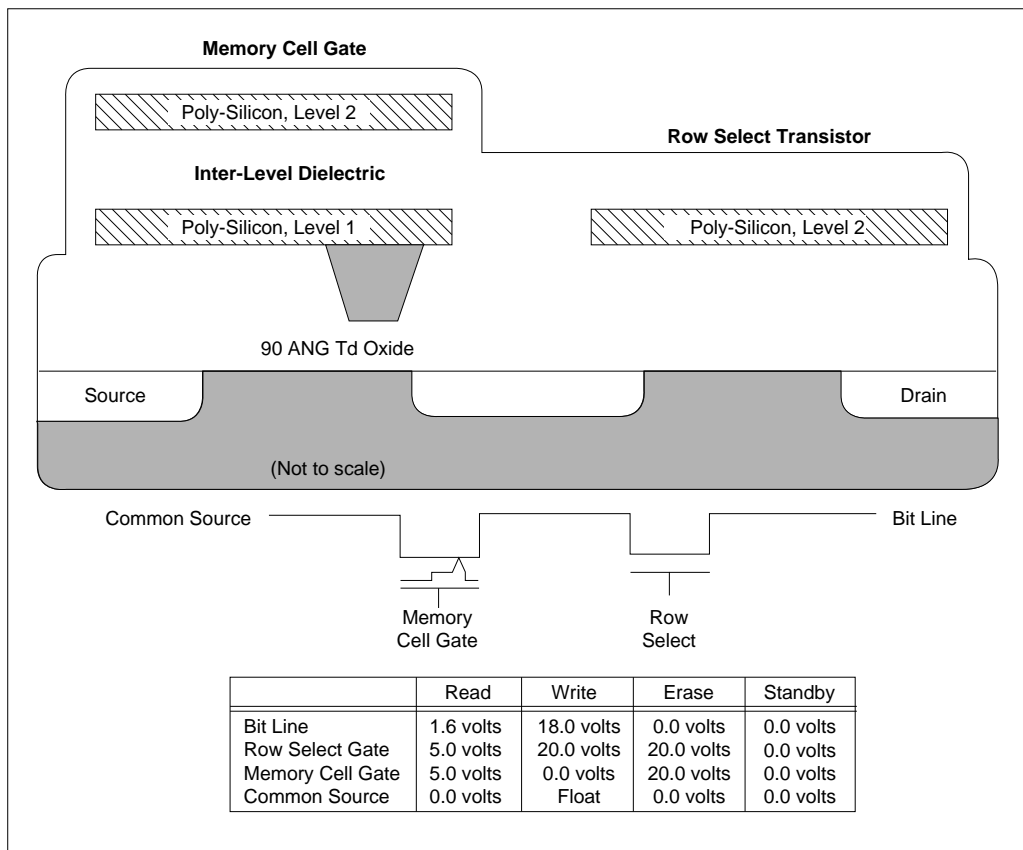 Memory Cell Gate
Poly-Silicon, Level 2
Row Select Transistor
Inter-Level Dielectric
Poly-Silicon, Level 1
Poly-Silicon, Level 2
90 ANG Td Oxide
Source
Drain
(Not to scale)
Common Source
Bit Line
Memory
Cell Gate
Row
Select
Read Write Erase Standby
Bit Line 1.6 volts 18.0 volts 0.0 volts 0.0 volts
Row Select Gate 5.0 volts 20.0 volts 20.0 volts 0.0 volts
Memory Cell Gate 5.0 volts 0.0 volts 20.0 volts 0.0 volts
Common Source 0.0 volts Float 0.0 volts 0.0 volts